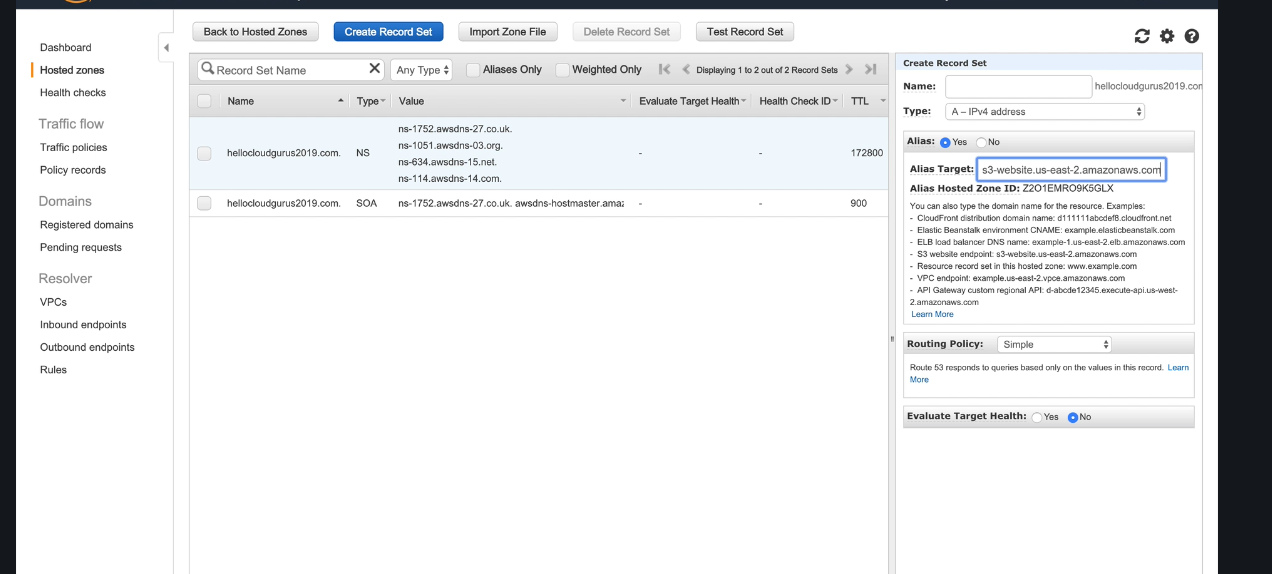 Back to Hosted Zones Create Record Set Import Zone File Delete Record Set Test Record Set
Dashboard
Hosted zones
Health checks
Traffic flow
Traffic policies
Policy records
Domains
Registered domains
Pending requests
Resolver
VPCs
Inbound endpoints
Outbound endpoints
Rules
Record Set Name Any Type Aliases Only Weighted Only Displaying 1 to 2 out of 2 Record Sets
Name Type Value Evaluate Target Health Health Check ID TTL
ns-1752.awsdns-27.co.uk.
ns-1051.awsdns-03.org.
hellocloudgurus2019.com. NS - - 172800
ns-634.awsdns-15.net.
ns-114.awsdns-14.com.
hellocloudgurus2019.com. SOA ns-1752.awsdns-27.co.uk. awsdns-hostmaster.amaz - - 900
Create Record Set
Name: hellocloudgurus2019.com
Type: A – IPv4 address
Alias: Yes No
Alias Target: s3-website.us-east-2.amazonaws.com
Alias Hosted Zone ID: Z2O1EMRO9K5GLX
You can also type the domain name for the resource. Examples:
- CloudFront distribution domain name: d111111abcdef8.cloudfront.net
- Elastic Beanstalk environment CNAME: example.elasticbeanstalk.com
- ELB load balancer DNS name: example-1.us-east-2.elb.amazonaws.com
- S3 website endpoint: s3-website.us-east-2.amazonaws.com
- Resource record set in this hosted zone: www.example.com
- VPC endpoint: example.us-east-2.vpce.amazonaws.com
- API Gateway custom regional API: d-abcde12345.execute-api.us-west-
2.amazonaws.com
Learn More
Routing Policy: Simple
Route 53 responds to queries based only on the values in this record. Learn
More
Evaluate Target Health: Yes No